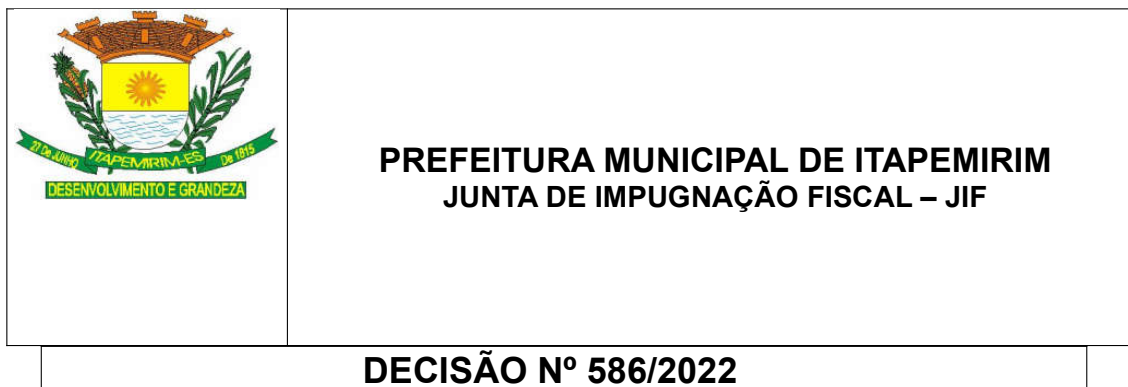 27 De JUNHO ITAPEMIRIM-ES De 1815
DESENVOLVIMENTO E GRANDEZA
PREFEITURA MUNICIPAL DE ITAPEMIRIM
JUNTA DE IMPUGNAÇÃO FISCAL – JIF
DECISÃO Nº 586/2022